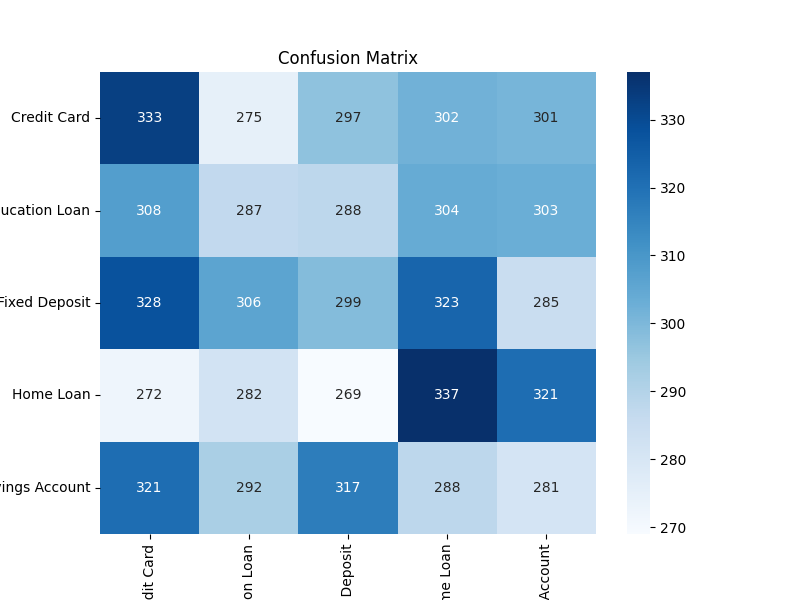 Confusion Matrix
Credit Card 333 275 297 302 301
ucation Loan 308 287 288 304 303
Fixed Deposit 328 306 299 323 285
Home Loan 272 282 269 337 321
ings Account 321 292 317 288 281
dit Card
on Loan
Deposit
me Loan
Account
330
320
310
300
290
280
270